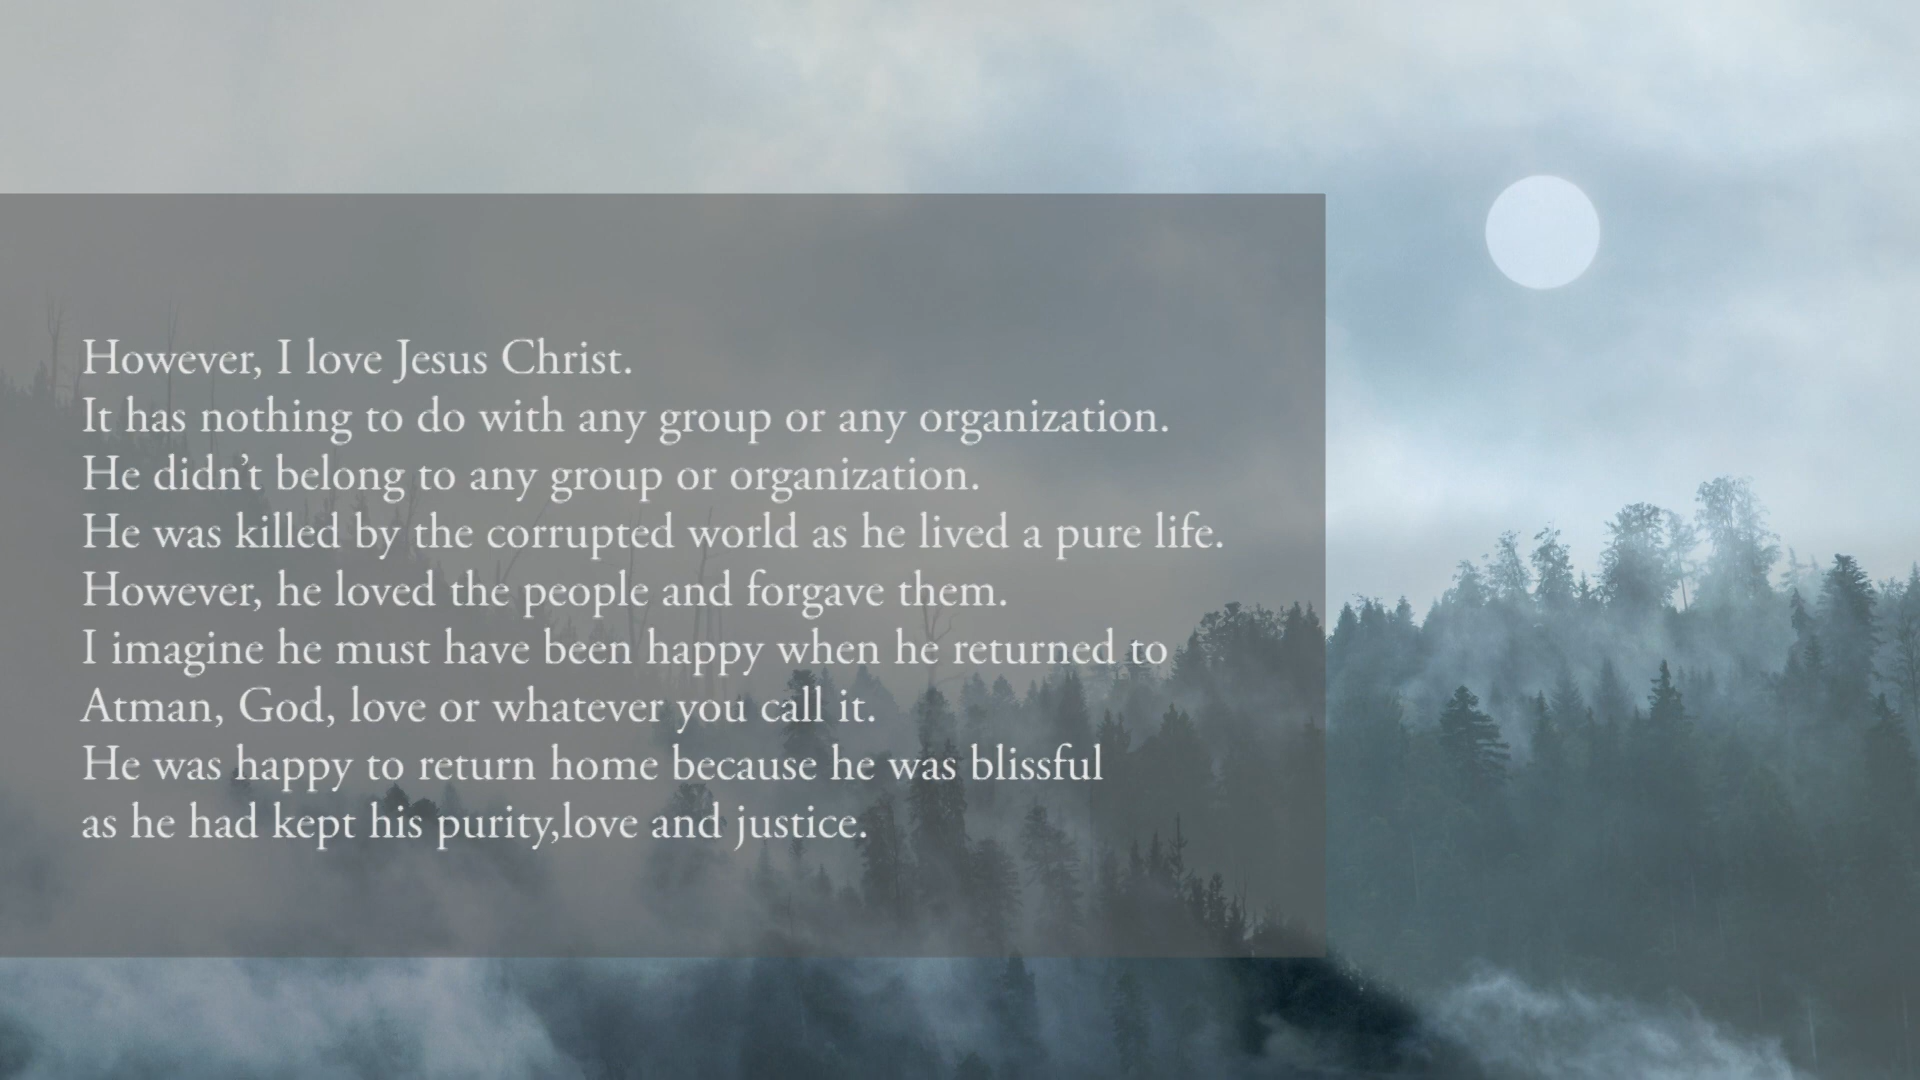 However, I love Jesus Christ.
It has nothing to do with any group or any organization.
He didn’t belong to any group or organization.
He was killed by the corrupted world as he lived a pure life.
However, he loved the people and forgave them.
I imagine he must have been happy when he returned to
Atman, God, love or whatever you call it.
He was happy to return home because he was blissful
as he had kept his purity,love and justice.